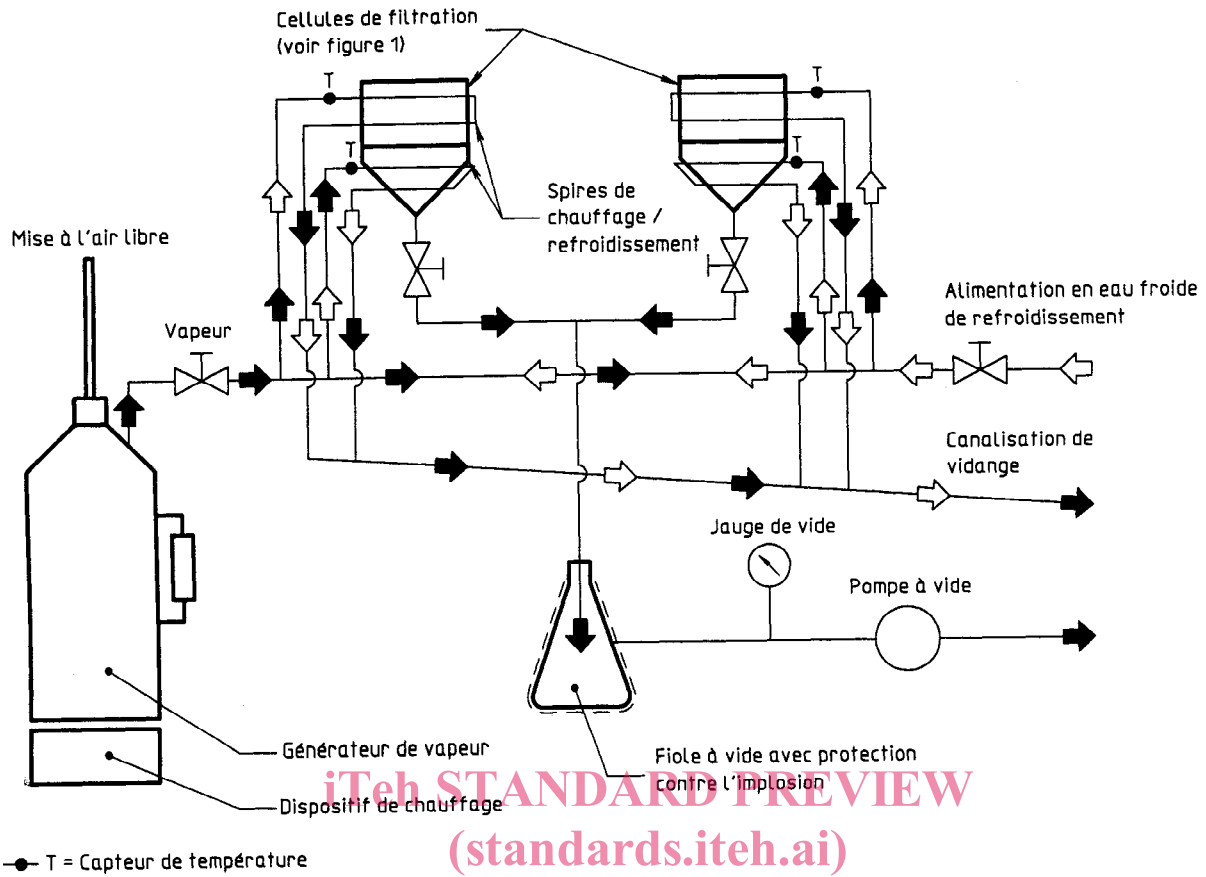 Cellules de filtration
(voir figure 1)
T
T
T
T
Spires de
chauffage /
refroidissement
Mise à l'air libre
Vapeur
Alimentation en eau froide
de refroidissement
Canalisation de
vidange
Jauge de vide
Pompe à vide
Générateur de vapeur
Fiole à vide avec protection
contre l'implosion
Dispositif de chauffage
iTeh STANDARD PREVIEW
(standards.iteh.ai)
T = Capteur de température